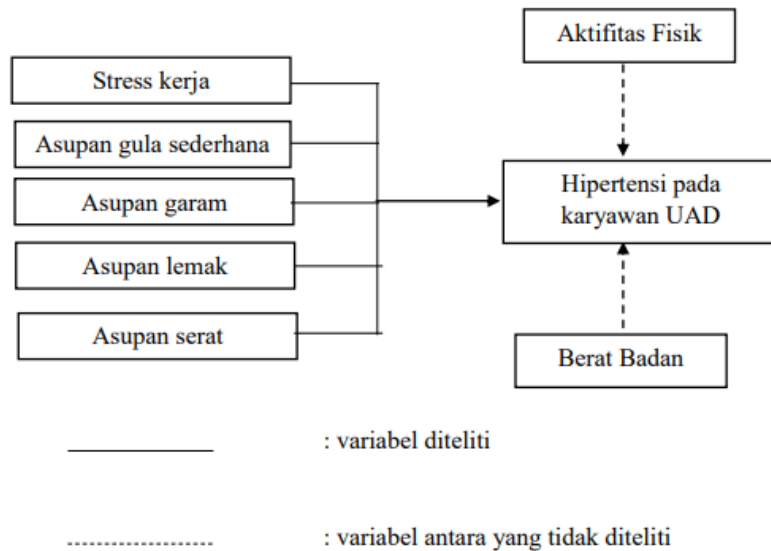 Aktifitas Fisik
Stress kerja
Asupan gula sederhana
Asupan garam
Asupan lemak
Asupan serat
Hipertensi pada
karyawan UAD
Berat Badan
: variabel diteliti
: variabel antara yang tidak diteliti